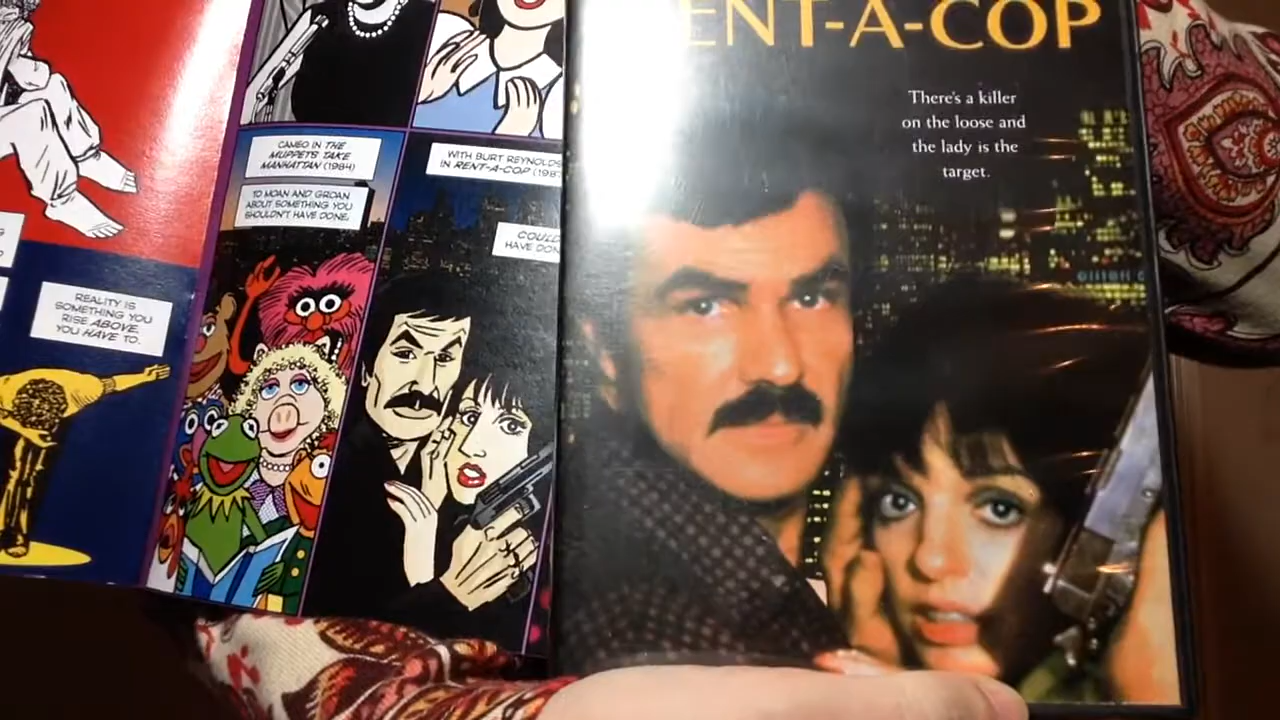 CAMEO IN THE
MUPPETS TAKE
MANHATTAN (1984)
TO MOAN AND GROAN
ABOUT SOMETHING YOU
SHOULDN'T HAVE DONE,
WITH BURT REYNOLDS
IN RENT-A-COP (198
COULD
HAVE DON
REALITY IS
SOMETHING YOU
RISE ABOVE.
YOU HAVE TO.
ENT-A-COP
There's a killer
on the loose and
the lady is the
target.